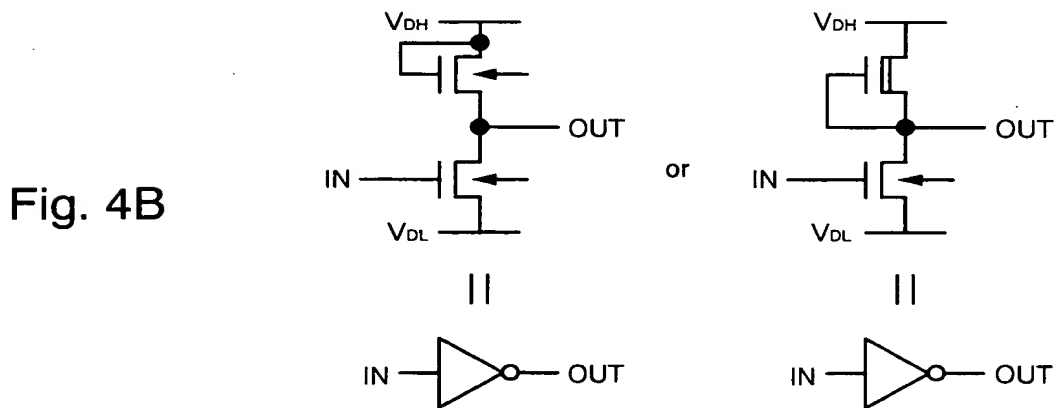 VDH VDH
OUT OUT
IN or IN
Fig. 4B
VDL VDL
IN OUT IN OUT